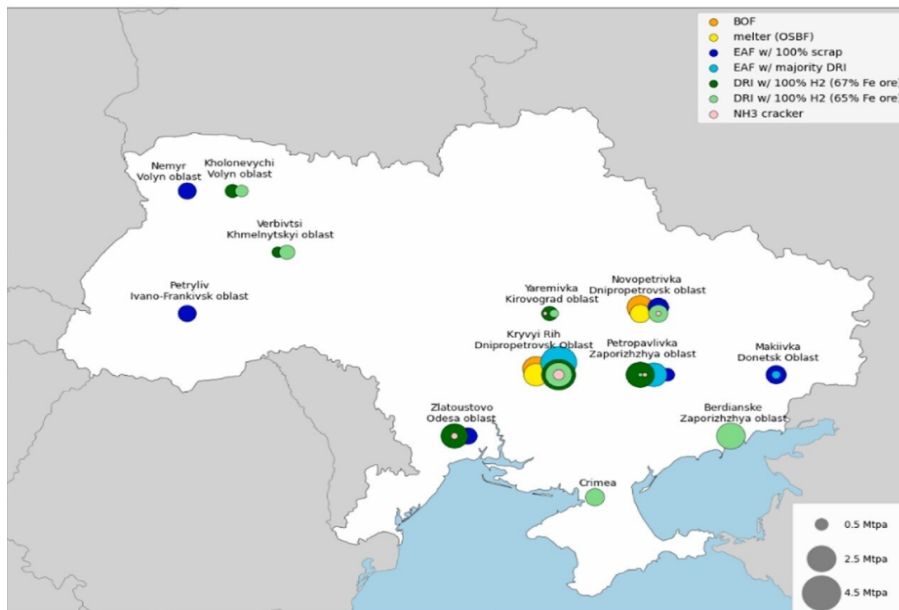 BOF
melter (OSBF)
EAF w/ 100% scrap
EAF w/ majority DRI
DRI w/ 100% H2 (67% Fe ore)
DRI w/ 100% H2 (65% Fe ore)
NH3 cracker
Nemyr
Volyn oblast
Kholonevychi
Volyn oblast
Verbivtsi
Khmelnytskyi oblast
Petryliv
Ivano-Frankivsk oblast
Yaremivka
Kirovograd oblast
Novopetrivka
Dnipropetrovsk oblast
Kryvyi Rih
Dnipropetrovsk Oblast
Petropavlivka
Zaporizhzhya oblast
Makiivka
Donetsk Oblast
Zlatoustovo
Odesa oblast
Berdianske
Zaporizhzhya oblast
Crimea
0.5 Mtpa
2.5 Mtpa
4.5 Mtpa